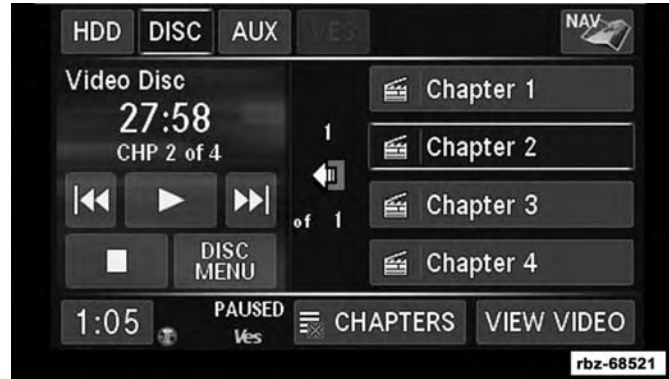 HDD DISC AUX VES NAV
Video Disc
27:58
CHP 2 of 4
DISC
MENU
1
of 1
Chapter 1
Chapter 2
Chapter 3
Chapter 4
1:05
PAUSED
Ves
CHAPTERS
VIEW VIDEO
rbz-68521